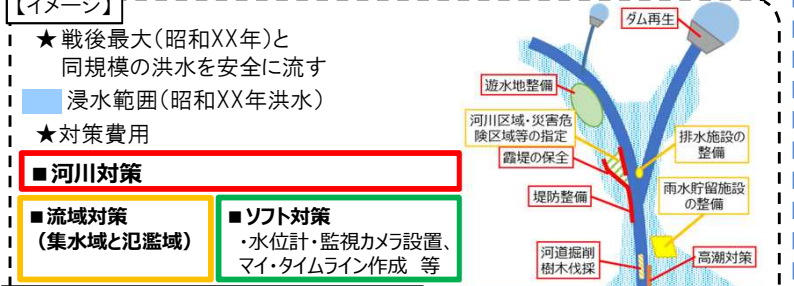 【イメージ】
★戦後最大(昭和XX年)と
同規模の洪水を安全に流す
浸水範囲(昭和XX年洪水)
★対策費用
■河川対策
■流域対策
(集水域と氾濫域)
■ソフト対策
・水位計・監視カメラ設置、
マイ・タイムライン作成 等
ダム再生
遊水地整備
河川区域・災害危
険区域等の指定
霞堤の保全
排水施設の
整備
堤防整備
雨水貯留施設
の整備
河道掘削
樹木伐採
高潮対策